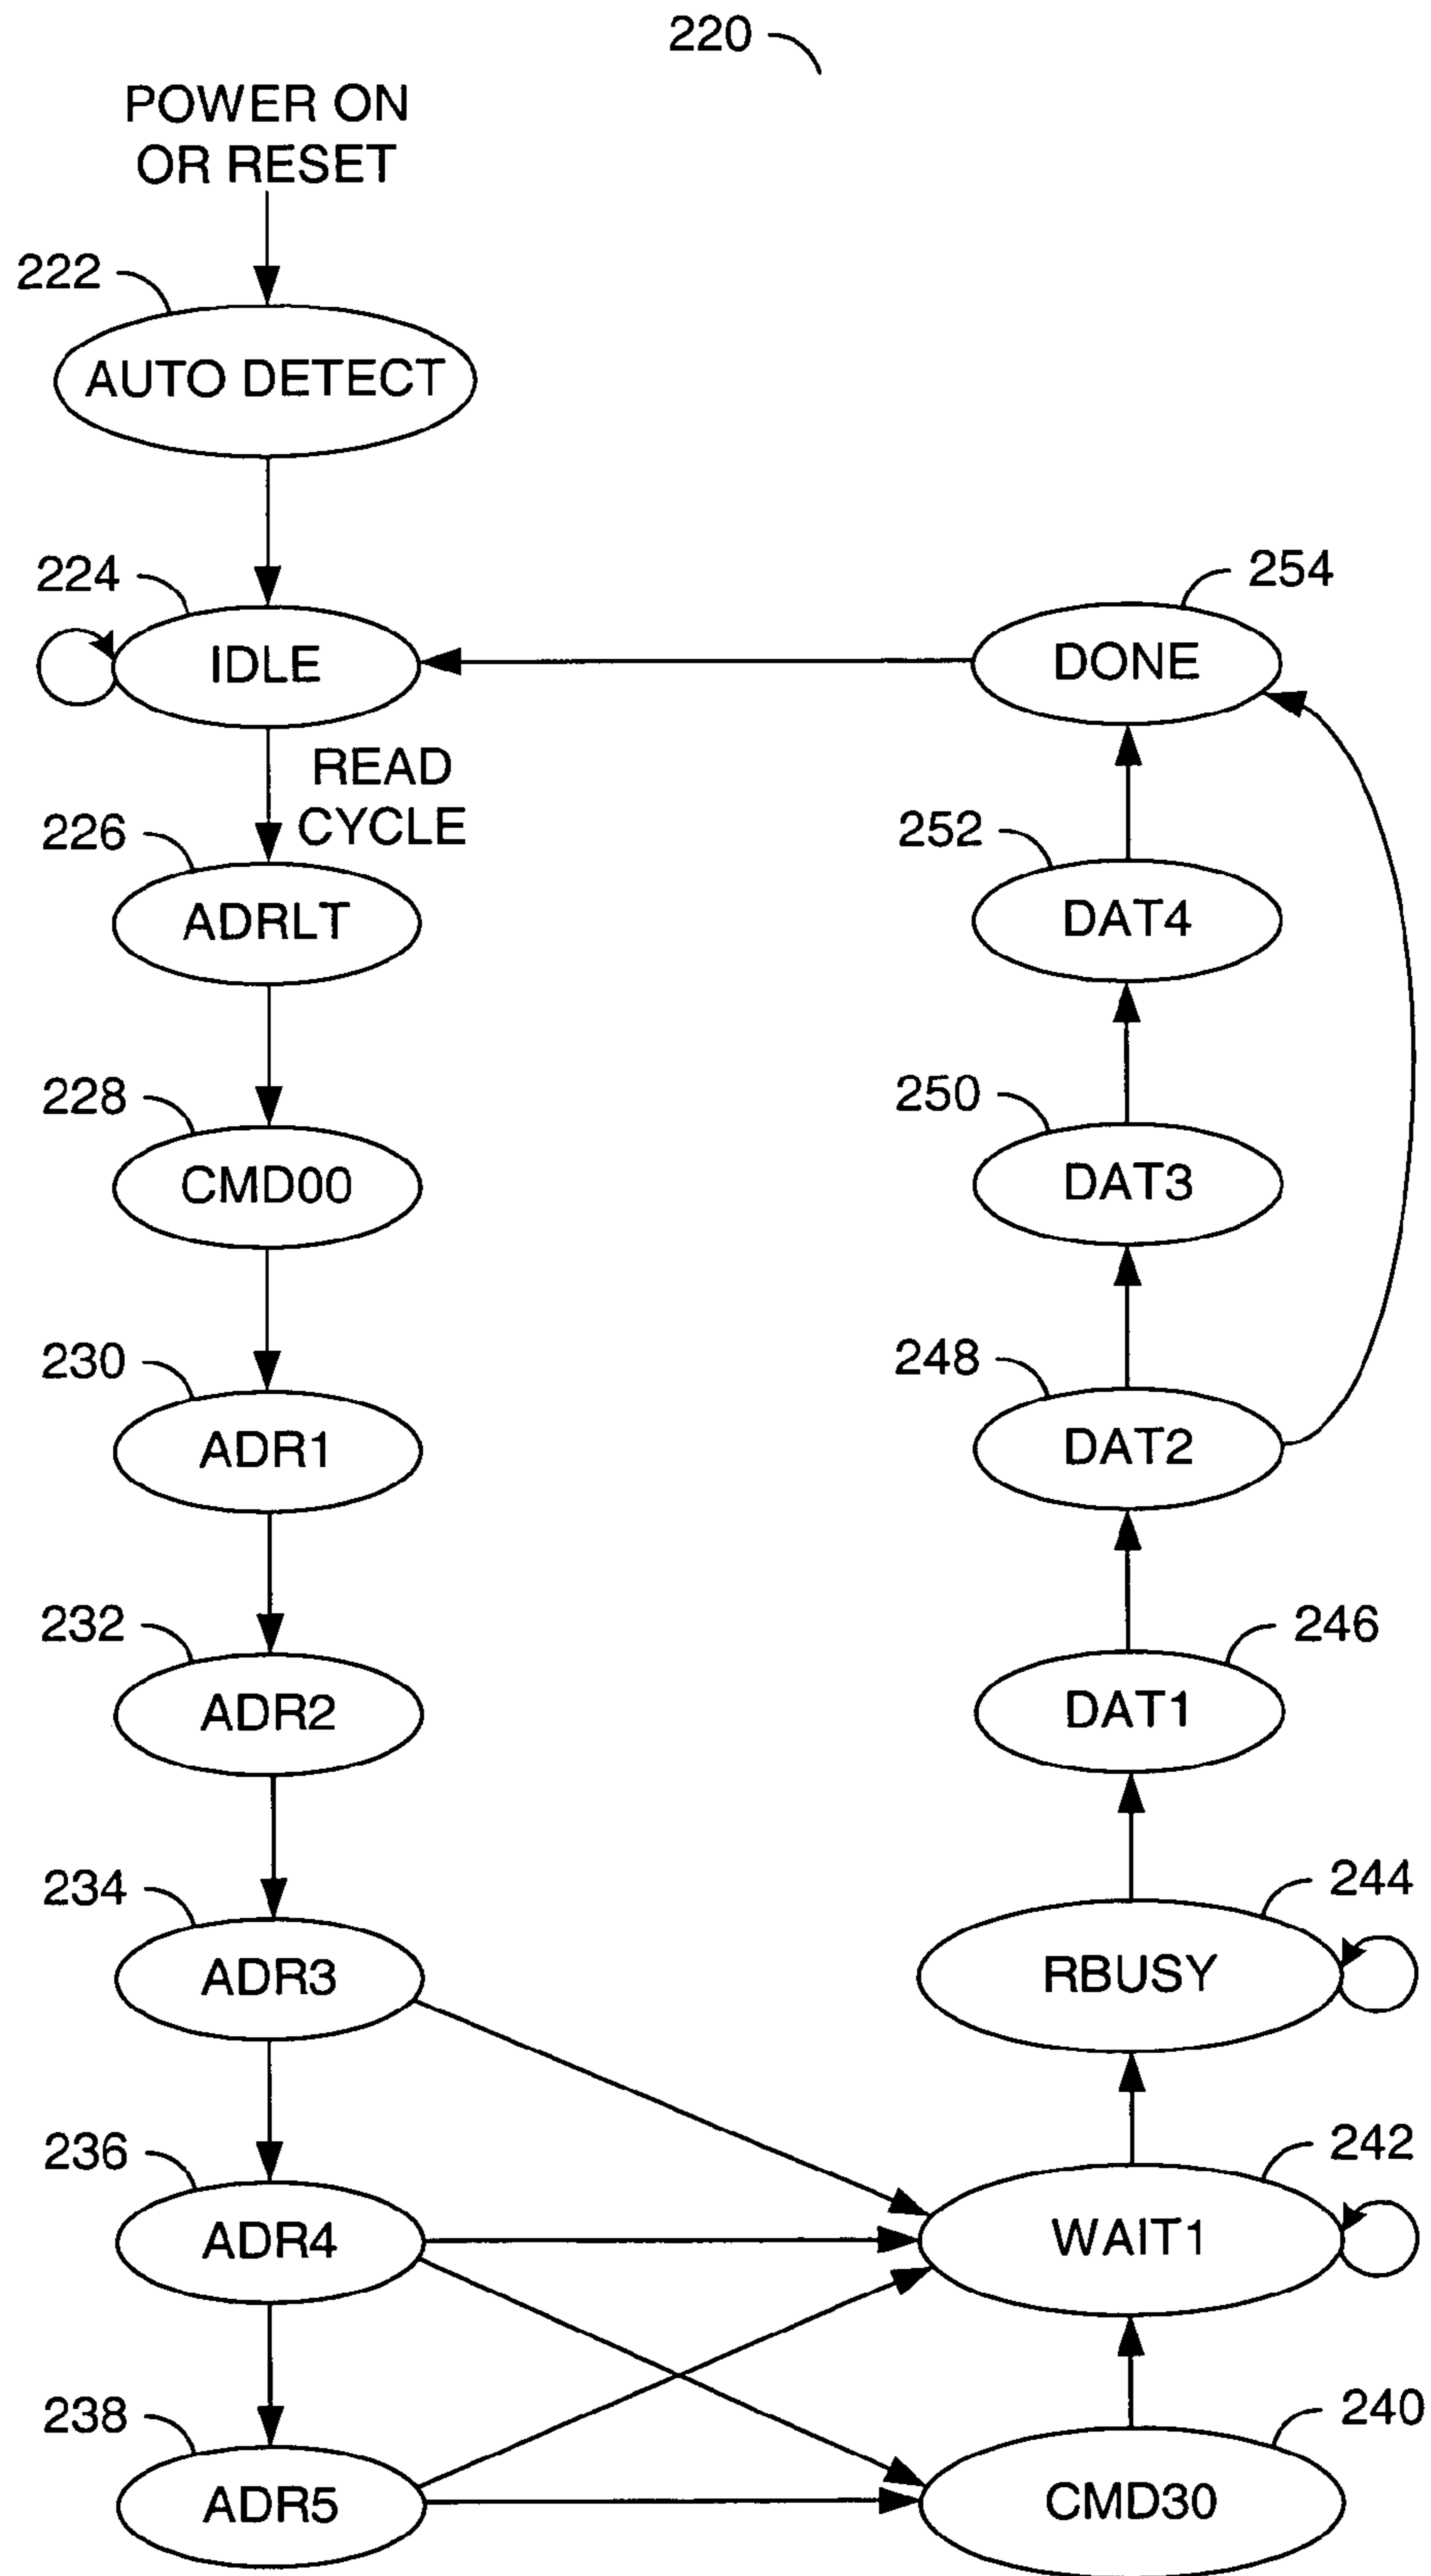 220
POWER ON
OR RESET
222
AUTO DETECT
224
IDLE
254
DONE
READ
CYCLE
226
ADRLT
252
DAT4
228
CMD00
250
DAT3
230
ADR1
248
DAT2
232
ADR2
246
DAT1
234
ADR3
244
RBUSY
236
ADR4
242
WAIT1
238
ADR5
240
CMD30